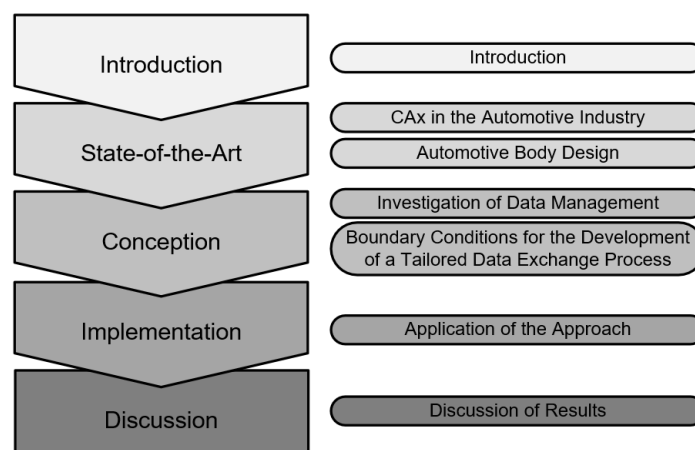 Introduction
Introduction
State-of-the-Art
CAx in the Automotive Industry
Automotive Body Design
Conception
Investigation of Data Management
Boundary Conditions for the Development
of a Tailored Data Exchange Process
Implementation
Application of the Approach
Discussion
Discussion of Results